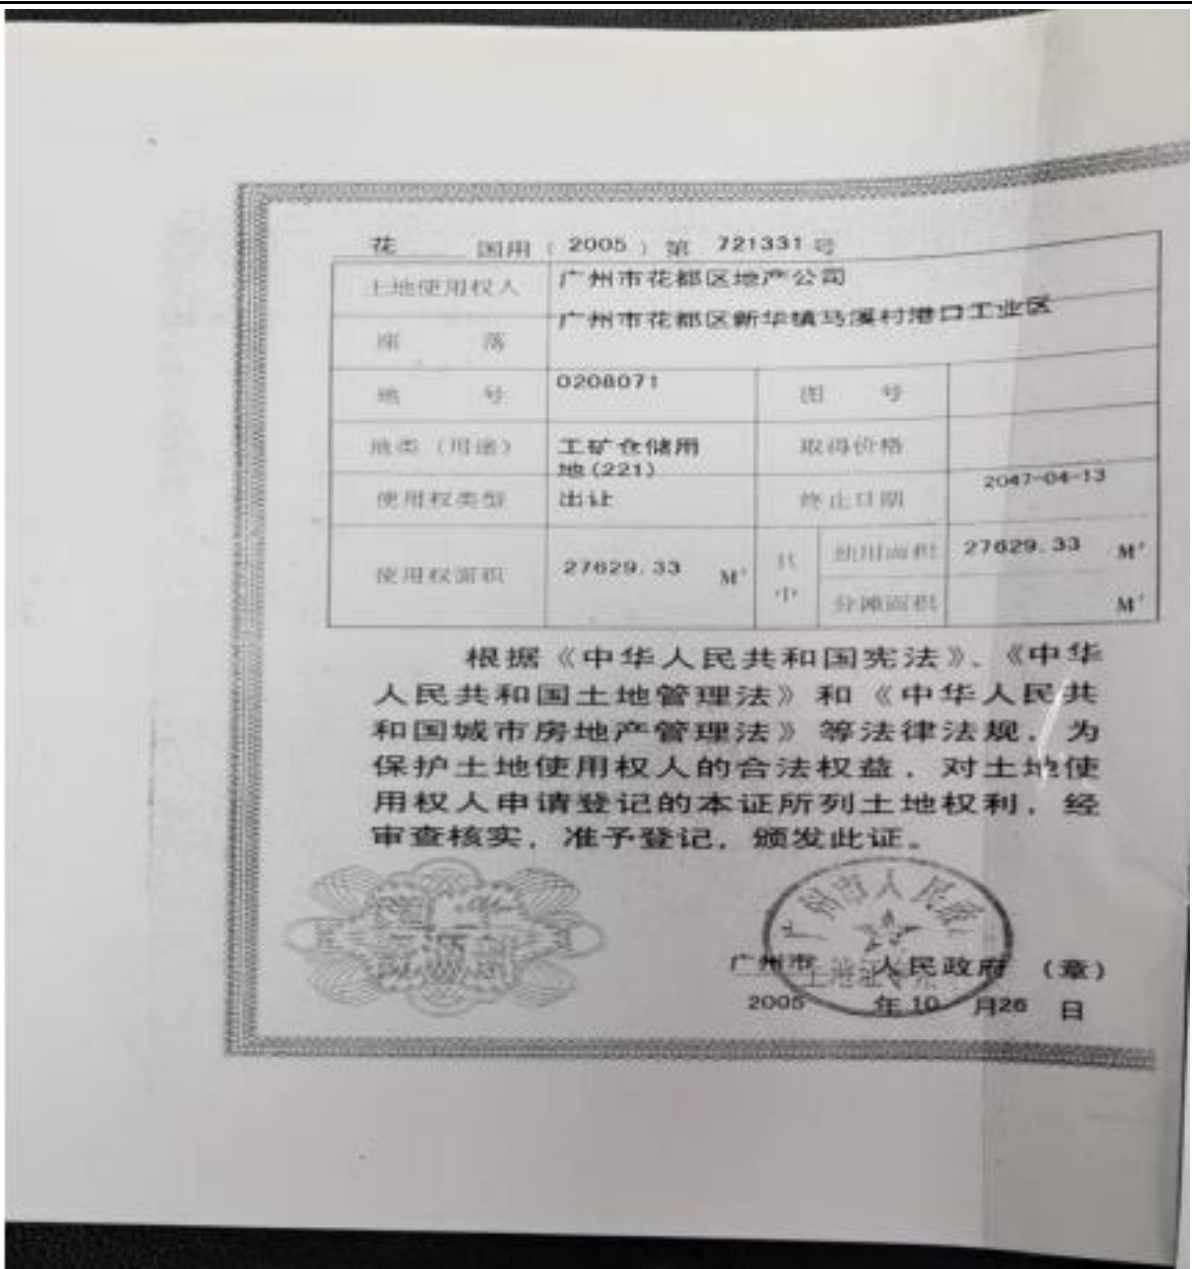 花 国用（2005）第 721331 号
土地使用权人 广州市花都区地产公司
座 落 广州市花都区新华镇马溪村港口工业区
地 号 0208071 图 号
地类（用途） 工矿仓储用地(221) 取得价格
使用权类型 出让 终止日期 2047-04-13
使用权面积 27629.33 M² 其中 独用面积 27629.33 M²
分摊面积 M²
根据《中华人民共和国宪法》、《中华
人民共和国土地管理法》和《中华人民共
和国城市房地产管理法》等法律法规，为
保护土地使用权人的合法权益，对土地使
用权人申请登记的本证所列土地权利，经
审查核实，准予登记，颁发此证。
广州市人民政
广州市 人民政府 （章）
2005 年 10 月 26 日